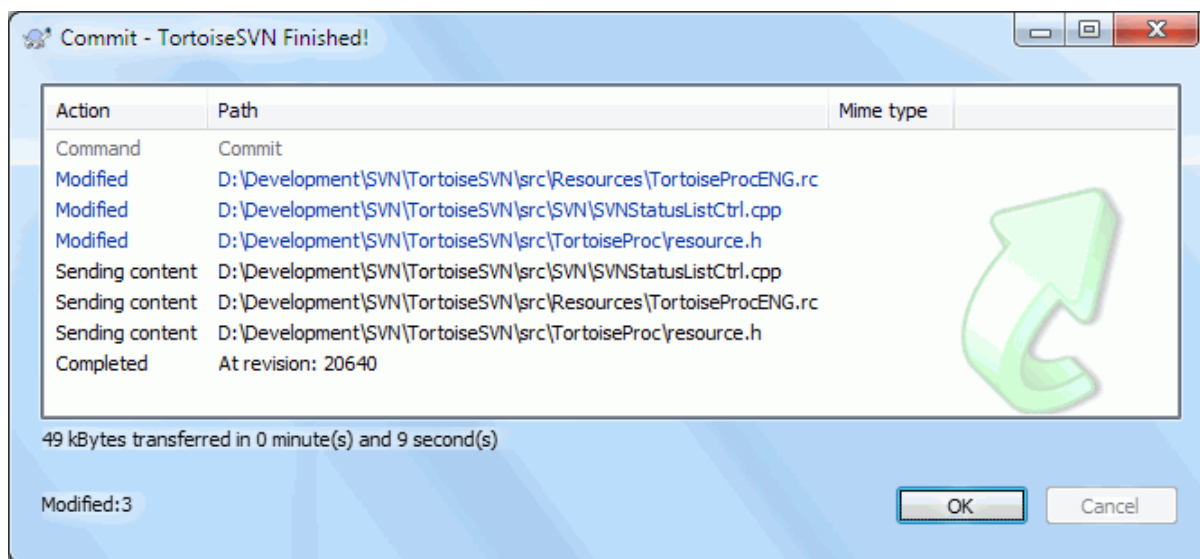 Commit - TortoiseSVN Finished!
Action Path Mime type
Command Commit
Modified D:\Development\SVN\TortoiseSVN\src\Resources\TortoiseProcENG.rc
Modified D:\Development\SVN\TortoiseSVN\src\SVN\SVNStatusListCtrl.cpp
Modified D:\Development\SVN\TortoiseSVN\src\TortoiseProc\resource.h
Sending content D:\Development\SVN\TortoiseSVN\src\SVN\SVNStatusListCtrl.cpp
Sending content D:\Development\SVN\TortoiseSVN\src\Resources\TortoiseProcENG.rc
Sending content D:\Development\SVN\TortoiseSVN\src\TortoiseProc\resource.h
Completed At revision: 20640
49 kBytes transferred in 0 minute(s) and 9 second(s)
Modified:3
OK Cancel